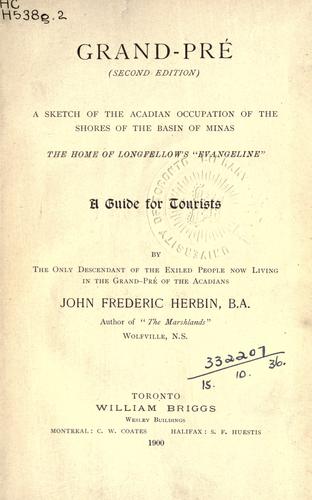 HC
H538g.2
GRAND-PRÉ
(SECOND EDITION)
A SKETCH OF THE ACADIAN OCCUPATION OF THE
SHORES OF THE BASIN OF MINAS
THE HOME OF LONGFELLOW'S "EVANGELINE"
A Guide for Tourists
BY
THE ONLY DESCENDANT OF THE EXILED PEOPLE NOW LIVING
IN THE GRAND-PRÉ OF THE ACADIANS
JOHN FREDERIC HERBIN, B.A.
Author of "The Marshlands"
WOLFVILLE, N.S.
332207
15. 10. 36.
TORONTO
WILLIAM BRIGGS
WESLEY BUILDINGS
MONTREAL: C. W. COATES HALIFAX: S. F. HUESTIS
1900